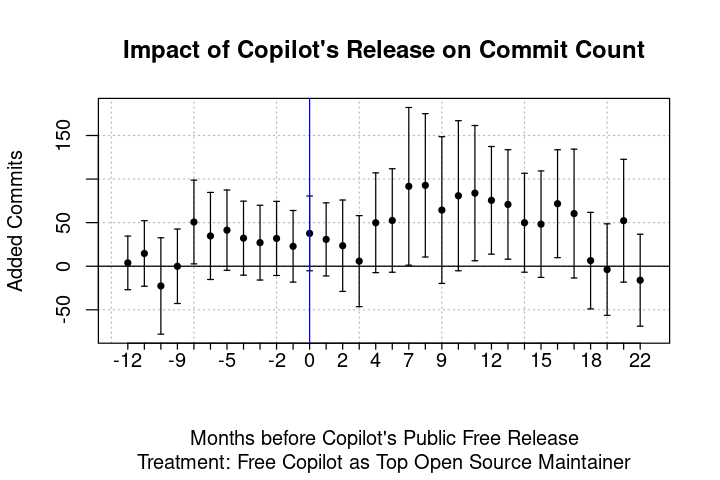 Impact of Copilot's Release on Commit Count
Added Commits
150
50
0
-50
-12 -9 -5 -2 0 2 4 7 9 12 15 18 22
Months before Copilot's Public Free Release
Treatment: Free Copilot as Top Open Source Maintainer